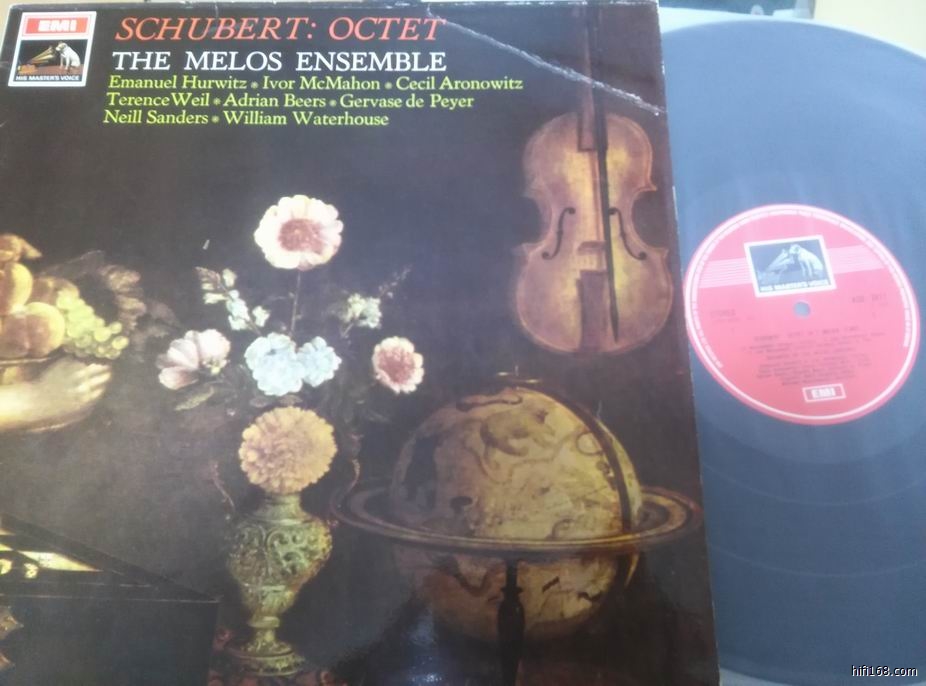 EMI
HIS MASTER'S VOICE
SCHUBERT: OCTET
THE MELOS ENSEMBLE
Emanuel Hurwitz * Ivor McMahon * Cecil Aronowitz
Terence Weil * Adrian Beers * Gervase de Peyer
Neill Sanders * William Waterhouse
HIS MASTER'S VOICE
STEREO
EMI
hifi168.com